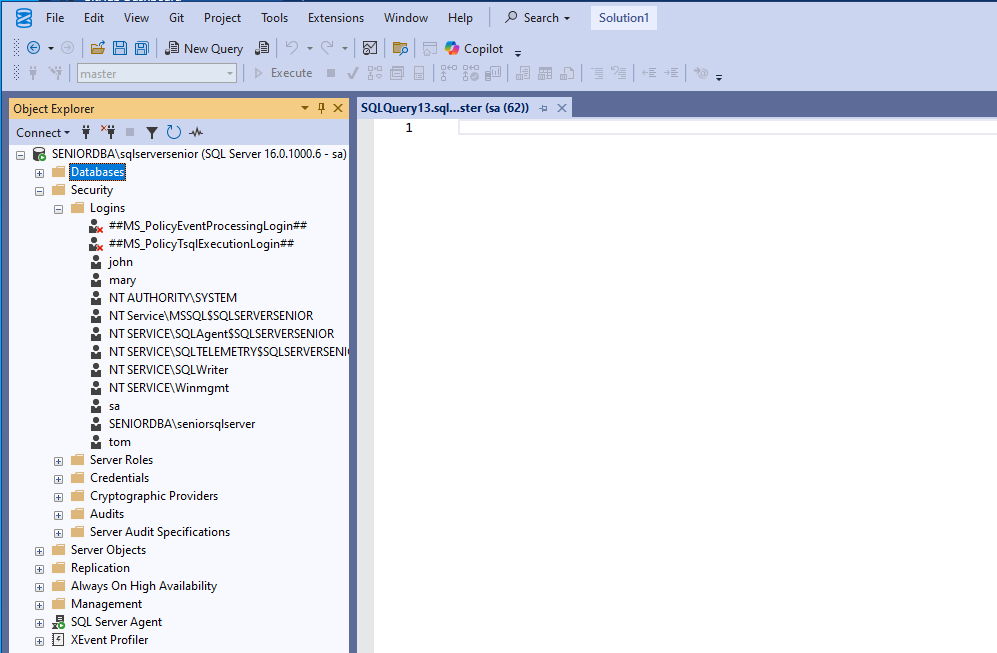 File Edit View Git Project Tools Extensions Window Help Search Solution1
New Query Copilot
master Execute
Object Explorer
SQLQuery13.sql...ster (sa (62))
Connect
1
SENIORDBA\sqlserversenior (SQL Server 16.0.1000.6 - sa)
Databases
Security
Logins
##MS_PolicyEventProcessingLogin##
##MS_PolicyTsqlExecutionLogin##
john
mary
NT AUTHORITY\SYSTEM
NT Service\MSSQL$SQLSERVERSENIOR
NT SERVICE\SQLAgent$SQLSERVERSENIOR
NT SERVICE\SQLTELEMETRY$SQLSERVERSENI
NT SERVICE\SQLWriter
NT SERVICE\Winmgmt
sa
SENIORDBA\seniorsqlserver
tom
Server Roles
Credentials
Cryptographic Providers
Audits
Server Audit Specifications
Server Objects
Replication
Always On High Availability
Management
SQL Server Agent
XEvent Profiler